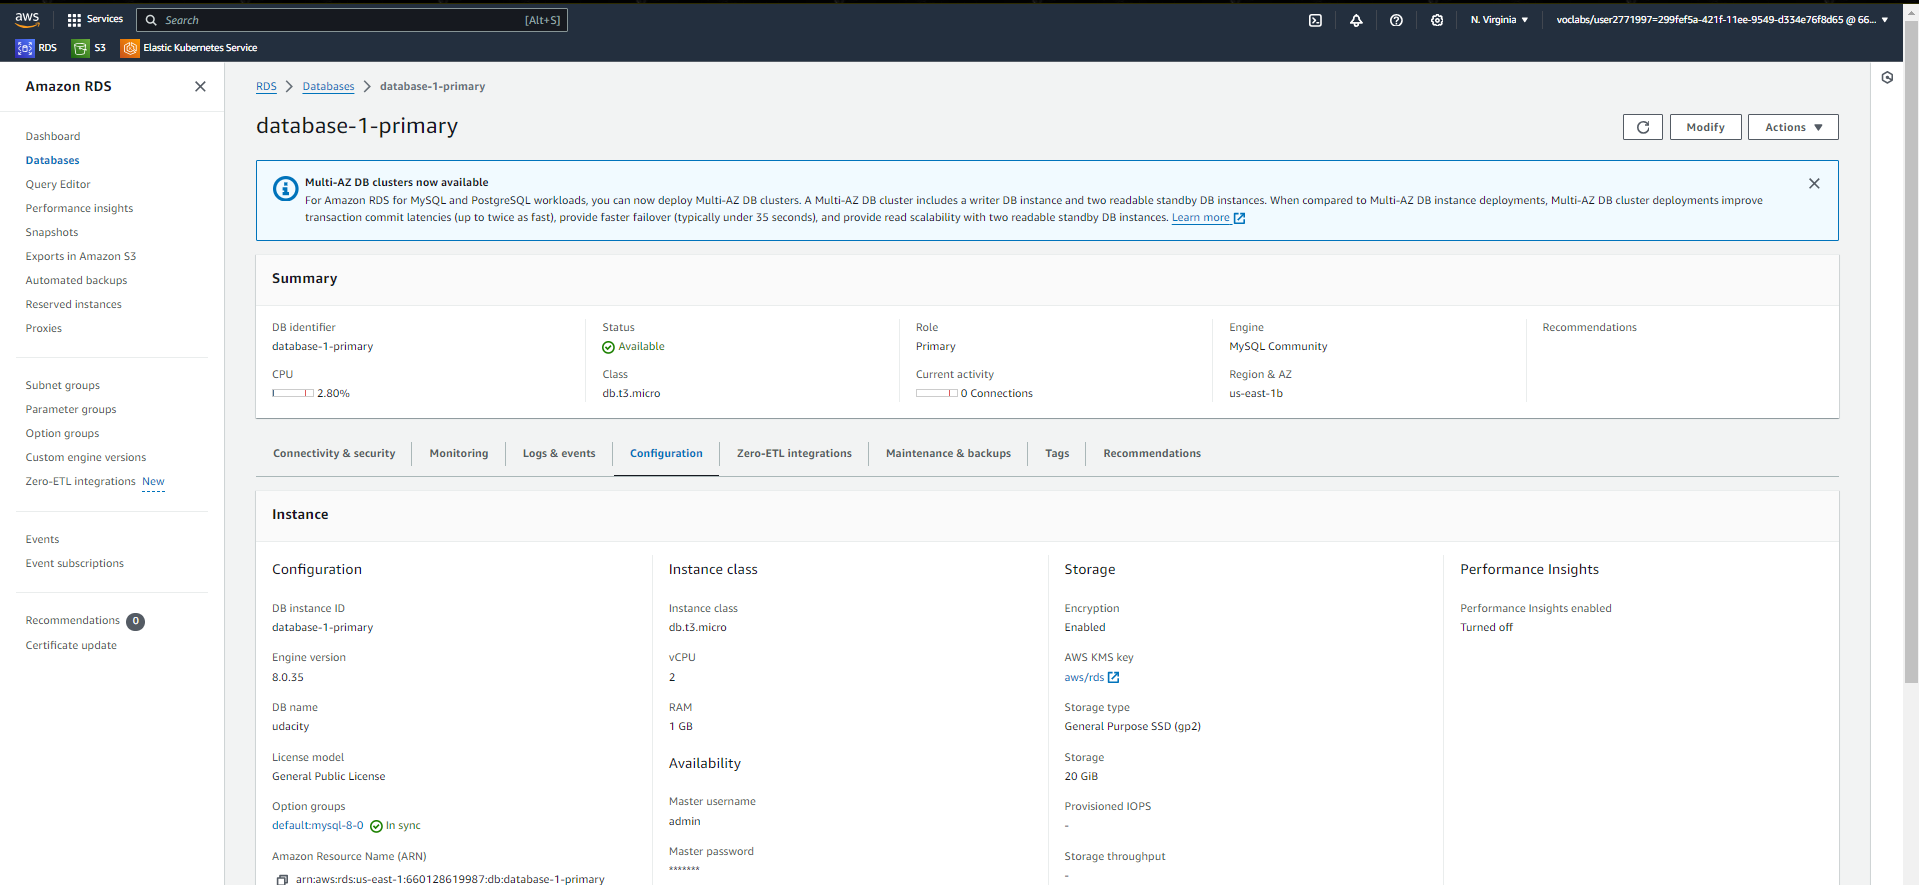 aws
Services
Search
[Alt+S]
N. Virginia
voclabs/user2771997=299fef5a-421f-11ee-9549-d334e76f8d65 @ 66...
RDS
S3
Elastic Kubernetes Service
Amazon RDS
Dashboard
Databases
Query Editor
Performance insights
Snapshots
Exports in Amazon S3
Automated backups
Reserved instances
Proxies
Subnet groups
Parameter groups
Option groups
Custom engine versions
Zero-ETL integrations New
Events
Event subscriptions
Recommendations 0
Certificate update
RDS
Databases
database-1-primary
database-1-primary
Modify
Actions
Multi-AZ DB clusters now available
For Amazon RDS for MySQL and PostgreSQL workloads, you can now deploy Multi-AZ DB clusters. A Multi-AZ DB cluster includes a writer DB instance and two readable standby DB instances. When compared to Multi-AZ DB instance deployments, Multi-AZ DB cluster deployments improve
transaction commit latencies (up to twice as fast), provide faster failover (typically under 35 seconds), and provide read scalability with two readable standby DB instances. Learn more
Summary
DB identifier
database-1-primary
CPU
2.80%
Status
Available
Class
db.t3.micro
Role
Primary
Current activity
0 Connections
Engine
MySQL Community
Region & AZ
us-east-1b
Recommendations
Connectivity & security
Monitoring
Logs & events
Configuration
Zero-ETL integrations
Maintenance & backups
Tags
Recommendations
Instance
Configuration
DB instance ID
database-1-primary
Engine version
8.0.35
DB name
udacity
License model
General Public License
Option groups
default:mysql-8-0 In sync
Amazon Resource Name (ARN)
arn:aws:rds:us-east-1:660128619987:db:database-1-primary
Instance class
Instance class
db.t3.micro
vCPU
2
RAM
1 GB
Availability
Master username
admin
Master password
*******
Storage
Encryption
Enabled
AWS KMS key
aws/rds
Storage type
General Purpose SSD (gp2)
Storage
20 GiB
Provisioned IOPS
-
Storage throughput
-
Performance Insights
Performance Insights enabled
Turned off